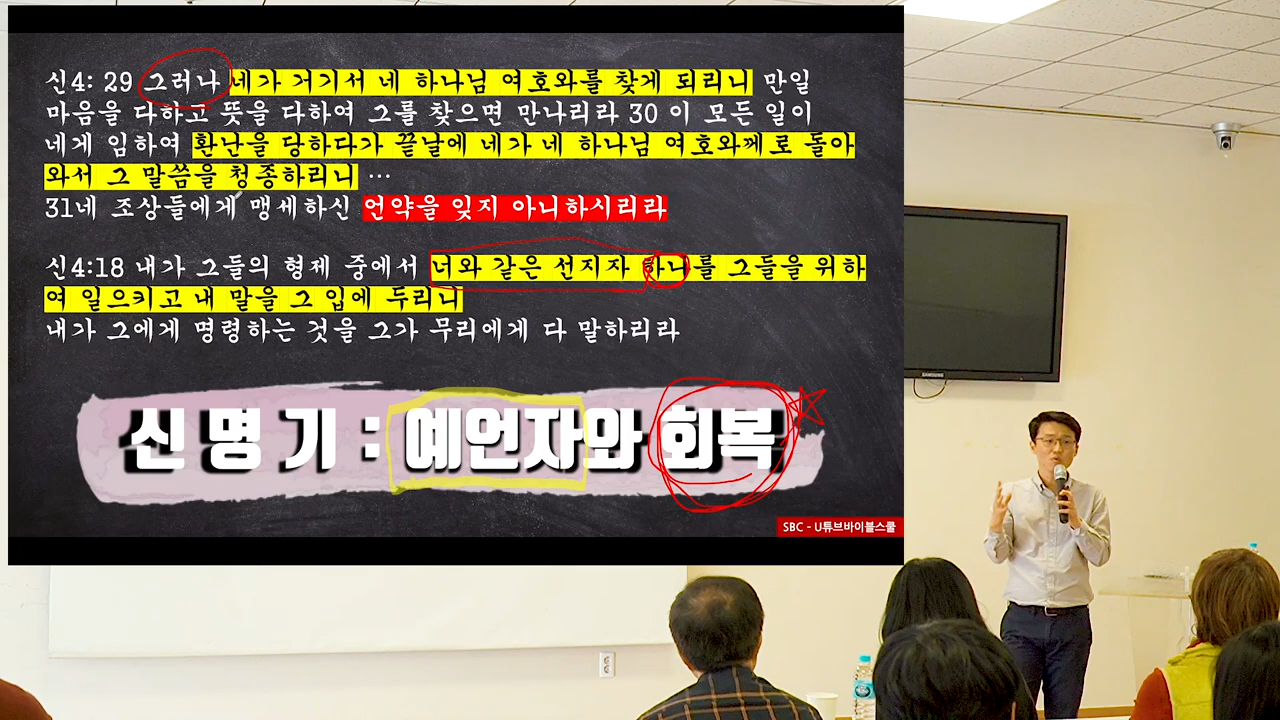 신4: 29 그러나 네가 거기서 네 하나님 여호와를 찾게 되리니 만일
마음을 다하고 뜻을 다하여 그를 찾으면 만나리라 30 이 모든 일이
네게 임하여 환난을 당하다가 끝날에 네가 네 하나님 여호와께로 돌아
와서 그 말씀을 청종하리니 …
31네 조상들에게 맹세하신 언약을 잊지 아니하시리라
신4:18 내가 그들의 형제 중에서 너와 같은 선지자 하나를 그들을 위하
여 일으키고 내 말을 그 입에 두리니
내가 그에게 명령하는 것을 그가 무리에게 다 말하리라
신명기 : 예언자와 회복
SBC - U튜브바이블스쿨
SAMSUNG